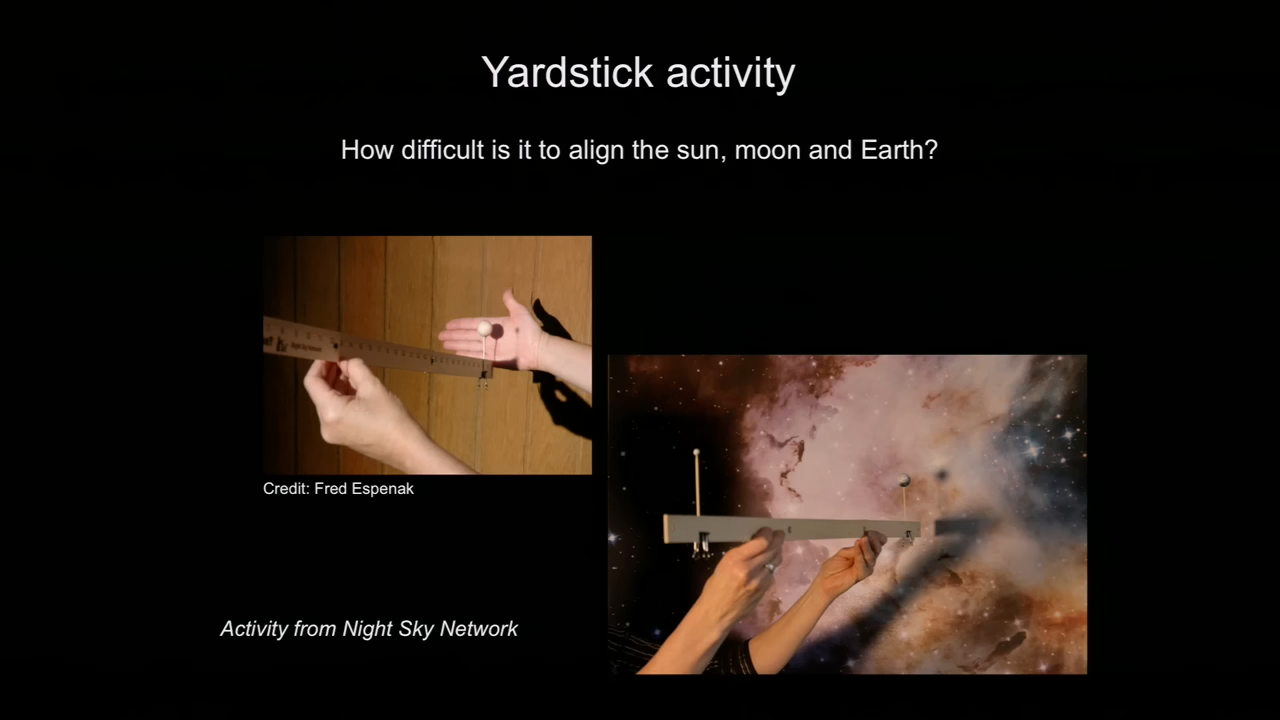 Yardstick activity
How difficult is it to align the sun, moon and Earth?
Credit: Fred Espenak
Activity from Night Sky Network